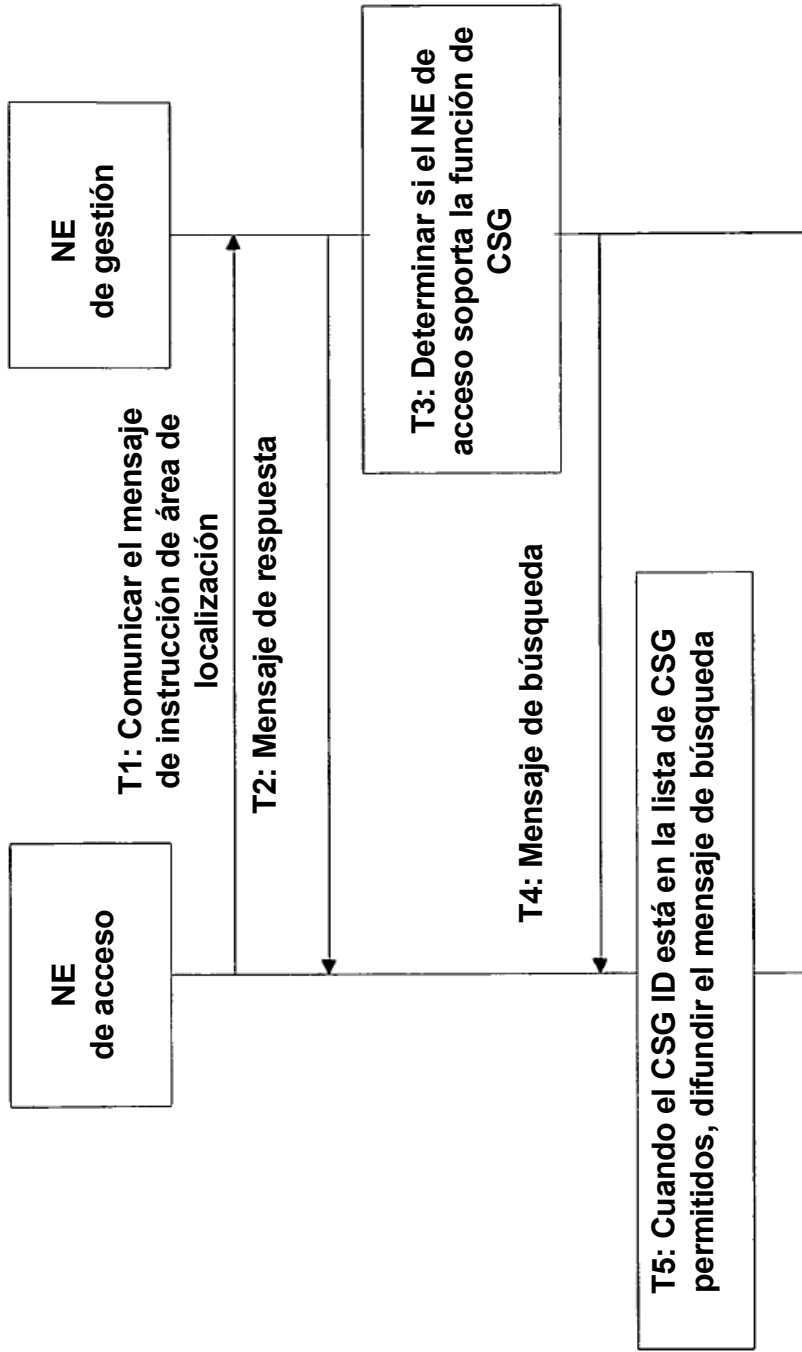 NE
de acceso
NE
de gestión
T1: Comunicar el mensaje
de instrucción de área de
localización
T2: Mensaje de respuesta
T3: Determinar si el NE de
acceso soporta la función de
CSG
T4: Mensaje de búsqueda
T5: Cuando el CSG ID está en la lista de CSG
permitidos, difundir el mensaje de búsqueda